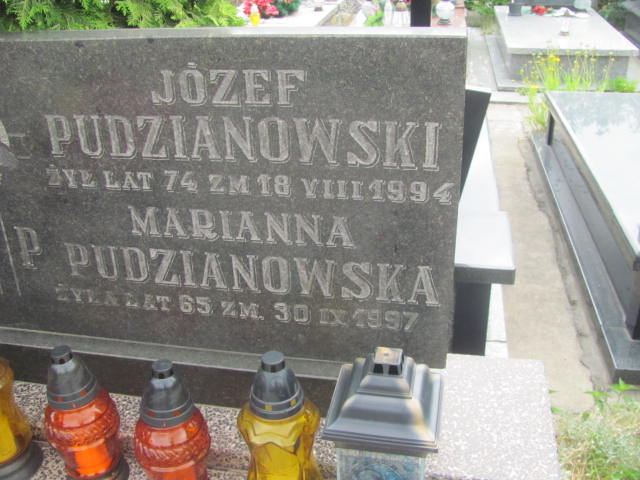 JÓZEF
PUDZIANOWSKI
ŻYŁ LAT 74 ZM 18 VIII 1994
MARIANNA
P PUDZIANOWSKA
ŻYŁA LAT 65 ZM. 30 IX 1997